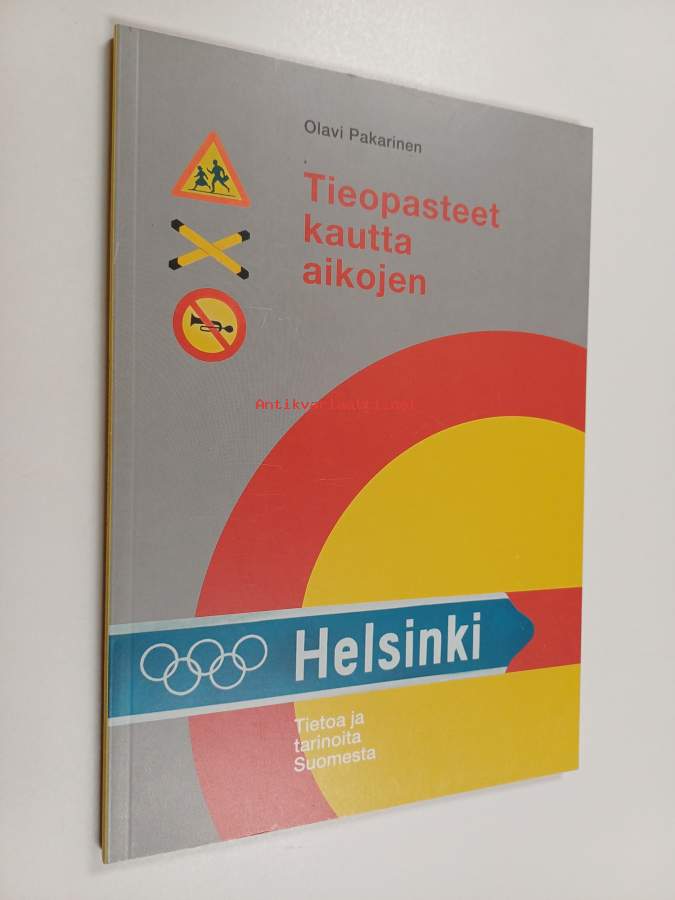 Olavi Pakarinen
Tieopasteet
kautta
aikojen
Antikvariaatti.net
Helsinki
Tietoa ja
tarinoita
Suomesta